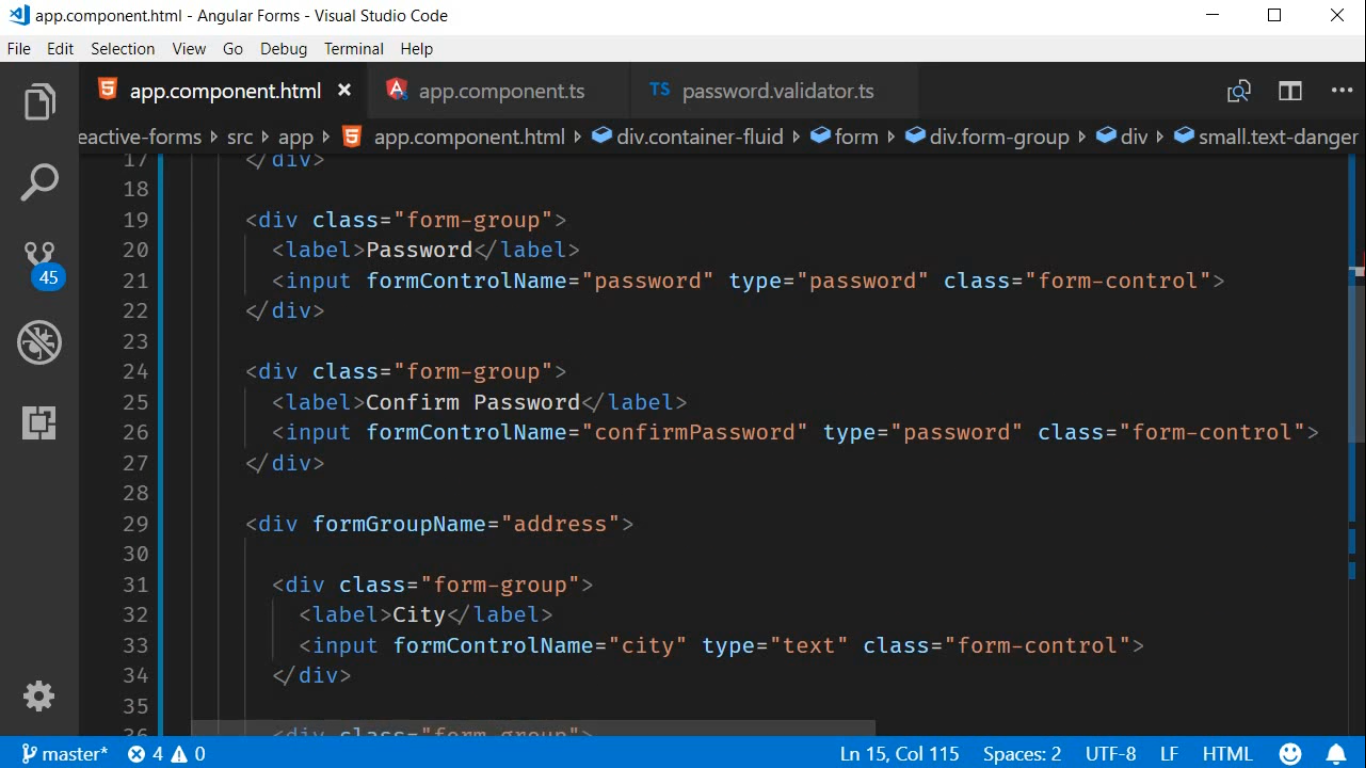 app.component.html - Angular Forms - Visual Studio Code
File Edit Selection View Go Debug Terminal Help
app.component.html app.component.ts TS password.validator.ts
eactive-forms src app app.component.html div.container-fluid form div.form-group div small.text-danger
17 </div>
18
19 <div class="form-group">
20 <label>Password</label>
21 <input formControlName="password" type="password" class="form-control">
22 </div>
23
24 <div class="form-group">
25 <label>Confirm Password</label>
26 <input formControlName="confirmPassword" type="password" class="form-control">
27 </div>
28
29 <div formGroupName="address">
30
31 <div class="form-group">
32 <label>City</label>
33 <input formControlName="city" type="text" class="form-control">
34 </div>
35
36 <div class="form-group">
45
master* 4 0 Ln 15, Col 115 Spaces: 2 UTF-8 LF HTML